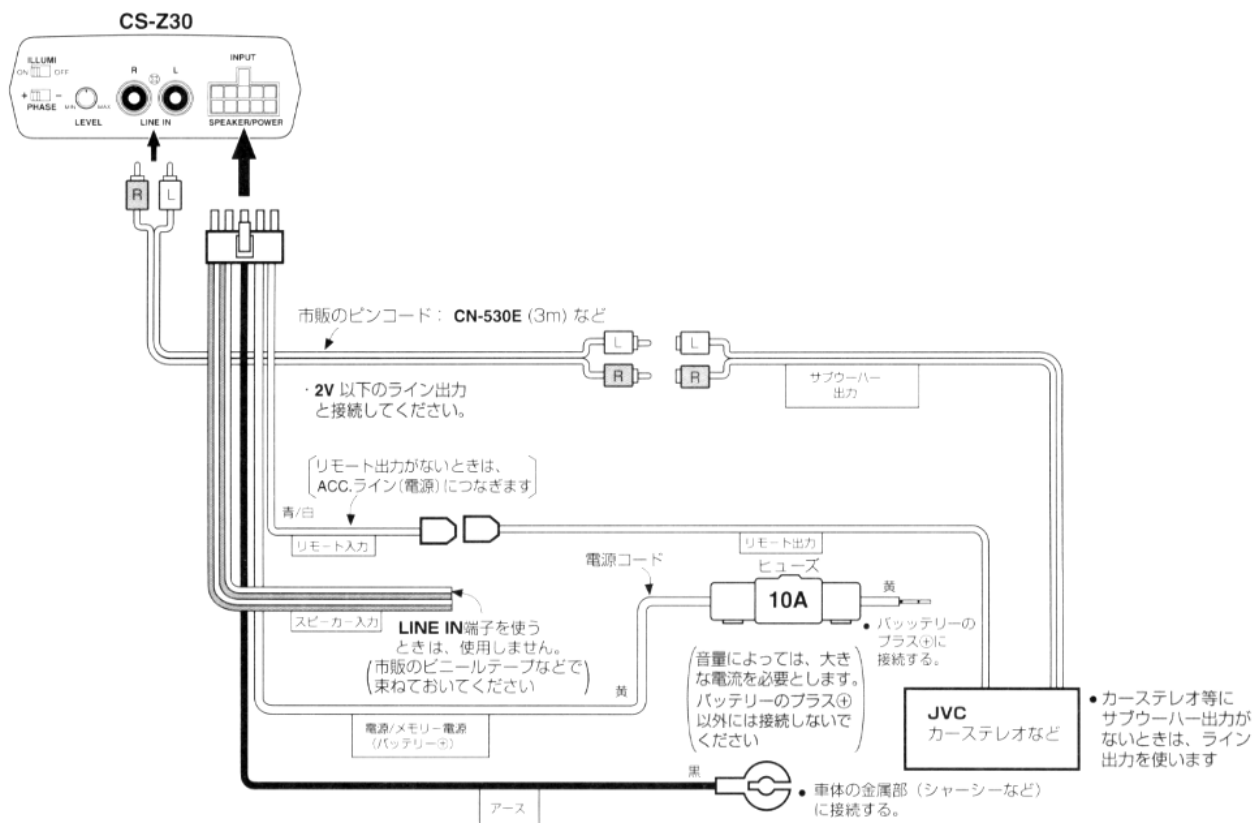 CS-Z30
ILLUMI
ON OFF
+ −
PHASE
MIN MAX
LEVEL
R L
LINE IN
INPUT
SPEAKER/POWER
R L
市販のピンコード： CN-530E (3m) など
L L
R R
サブウーハー
出力
・2V 以下のライン出力
と接続してください。
リモート出力がないときは、
ACC.ライン(電源)につなぎます
青/白
リモート入力
リモート出力
電源コード
ヒューズ
10A
黄
● バッッテリーの
プラス⊕に
接続する。
スピーカー入力
LINE IN端子を使う
ときは、使用しません。
(市販のビニールテープなどで
束ねておいてください)
黄
電源/メモリー電源
(バッテリー⊕)
(音量によっては、大き
な電流を必要とします。
バッテリーのプラス⊕
以外には接続しないで
ください)
JVC
カーステレオなど
● カーステレオ等に
サブウーハー出力が
ないときは、ライン
出力を使います
黒
アース
● 車体の金属部（シャーシーなど）
に接続する。